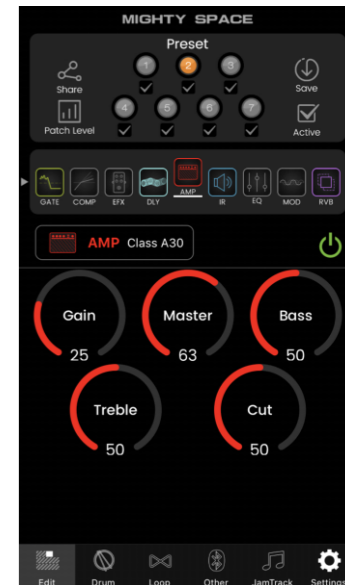 MIGHTY SPACE
Preset
1 2 3
Share
Save
4 5 6 7
Patch Level
Active
GATE COMP EFX DLY AMP IR EQ MOD RVB
AMP Class A30
Gain Master Bass
25 63 50
Treble Cut
50 50
Edit Drum Loop Other JamTrack Settings